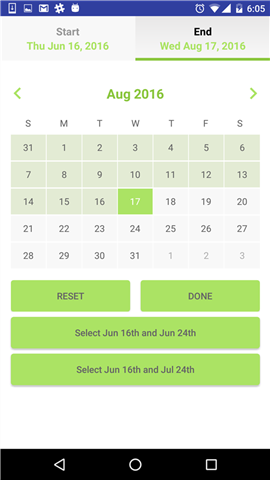 6:05
Start End
Thu Jun 16, 2016 Wed Aug 17, 2016
Aug 2016
S M T W T F S
31 1 2 3 4 5 6
7 8 9 10 11 12 13
14 15 16 17 18 19 20
21 22 23 24 25 26 27
28 29 30 31 1 2 3
RESET DONE
Select Jun 16th and Jun 24th
Select Jun 16th and Jul 24th